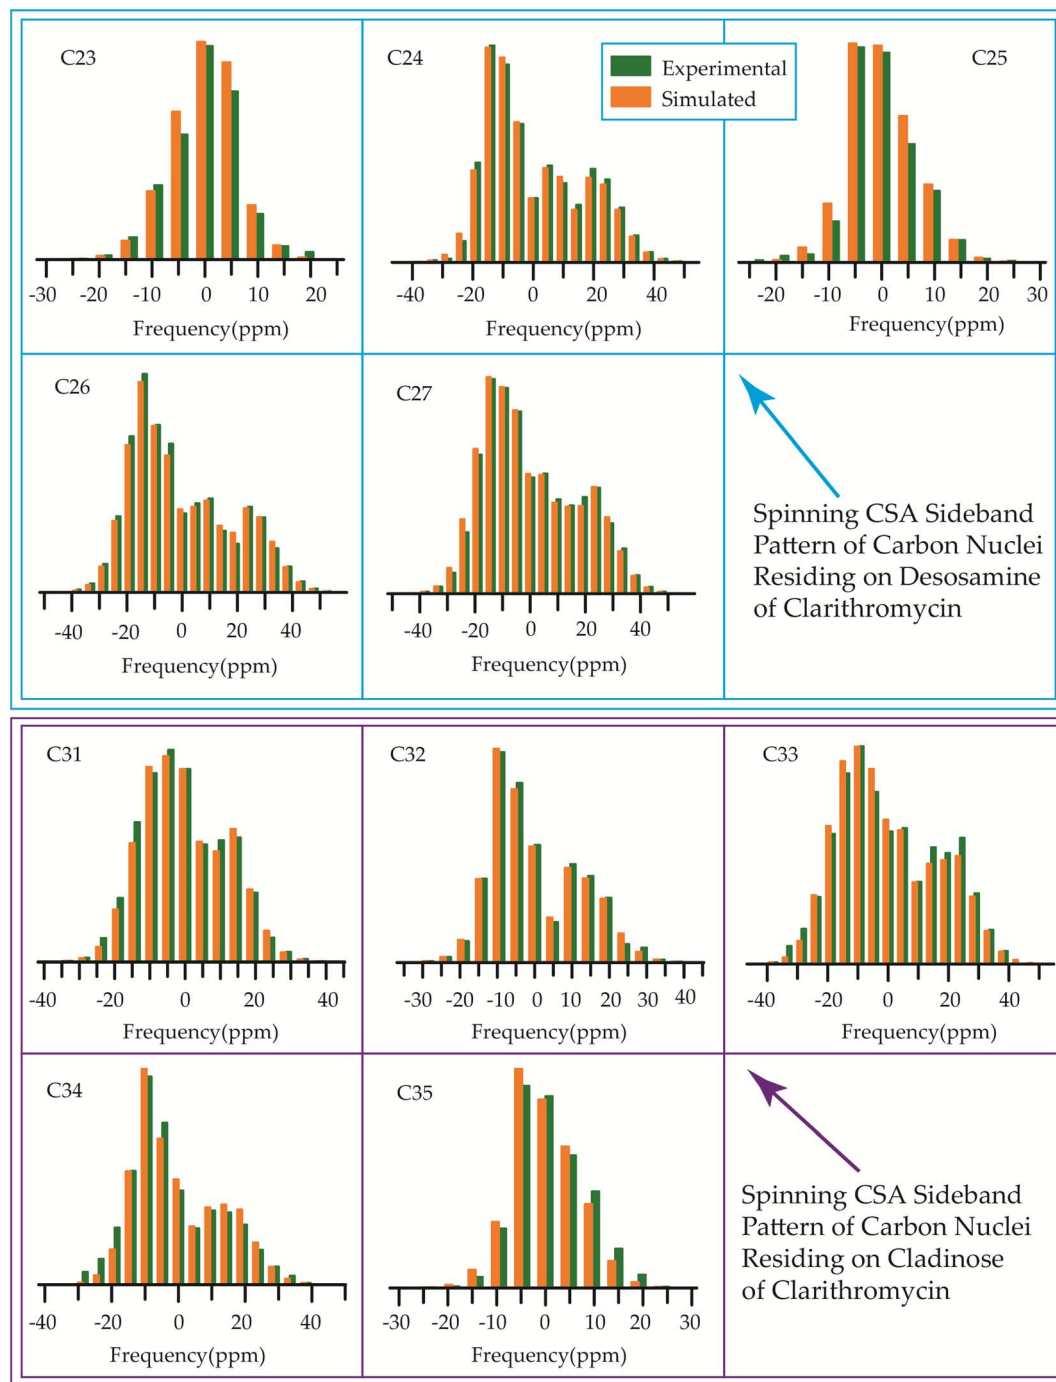 C23
-30 -20 -10 0 10 20
Frequency(ppm)
C24
-40 -20 0 20 40
Frequency(ppm)
Experimental
Simulated
C25
-20 -10 0 10 20 30
Frequency(ppm)
C26
-40 -20 0 20 40
Frequency(ppm)
C27
-40 -20 0 20 40
Frequency(ppm)
Spinning CSA Sideband
Pattern of Carbon Nuclei
Residing on Desosamine
of Clarithromycin
C31
-40 -20 0 20 40
Frequency(ppm)
C32
-30 -20 -10 0 10 20 30 40
Frequency(ppm)
C33
-40 -20 0 20 40
Frequency(ppm)
C34
-40 -20 0 20 40
Frequency(ppm)
C35
-30 -20 -10 0 10 20 30
Frequency(ppm)
Spinning CSA Sideband
Pattern of Carbon Nuclei
Residing on Cladinose
of Clarithromycin